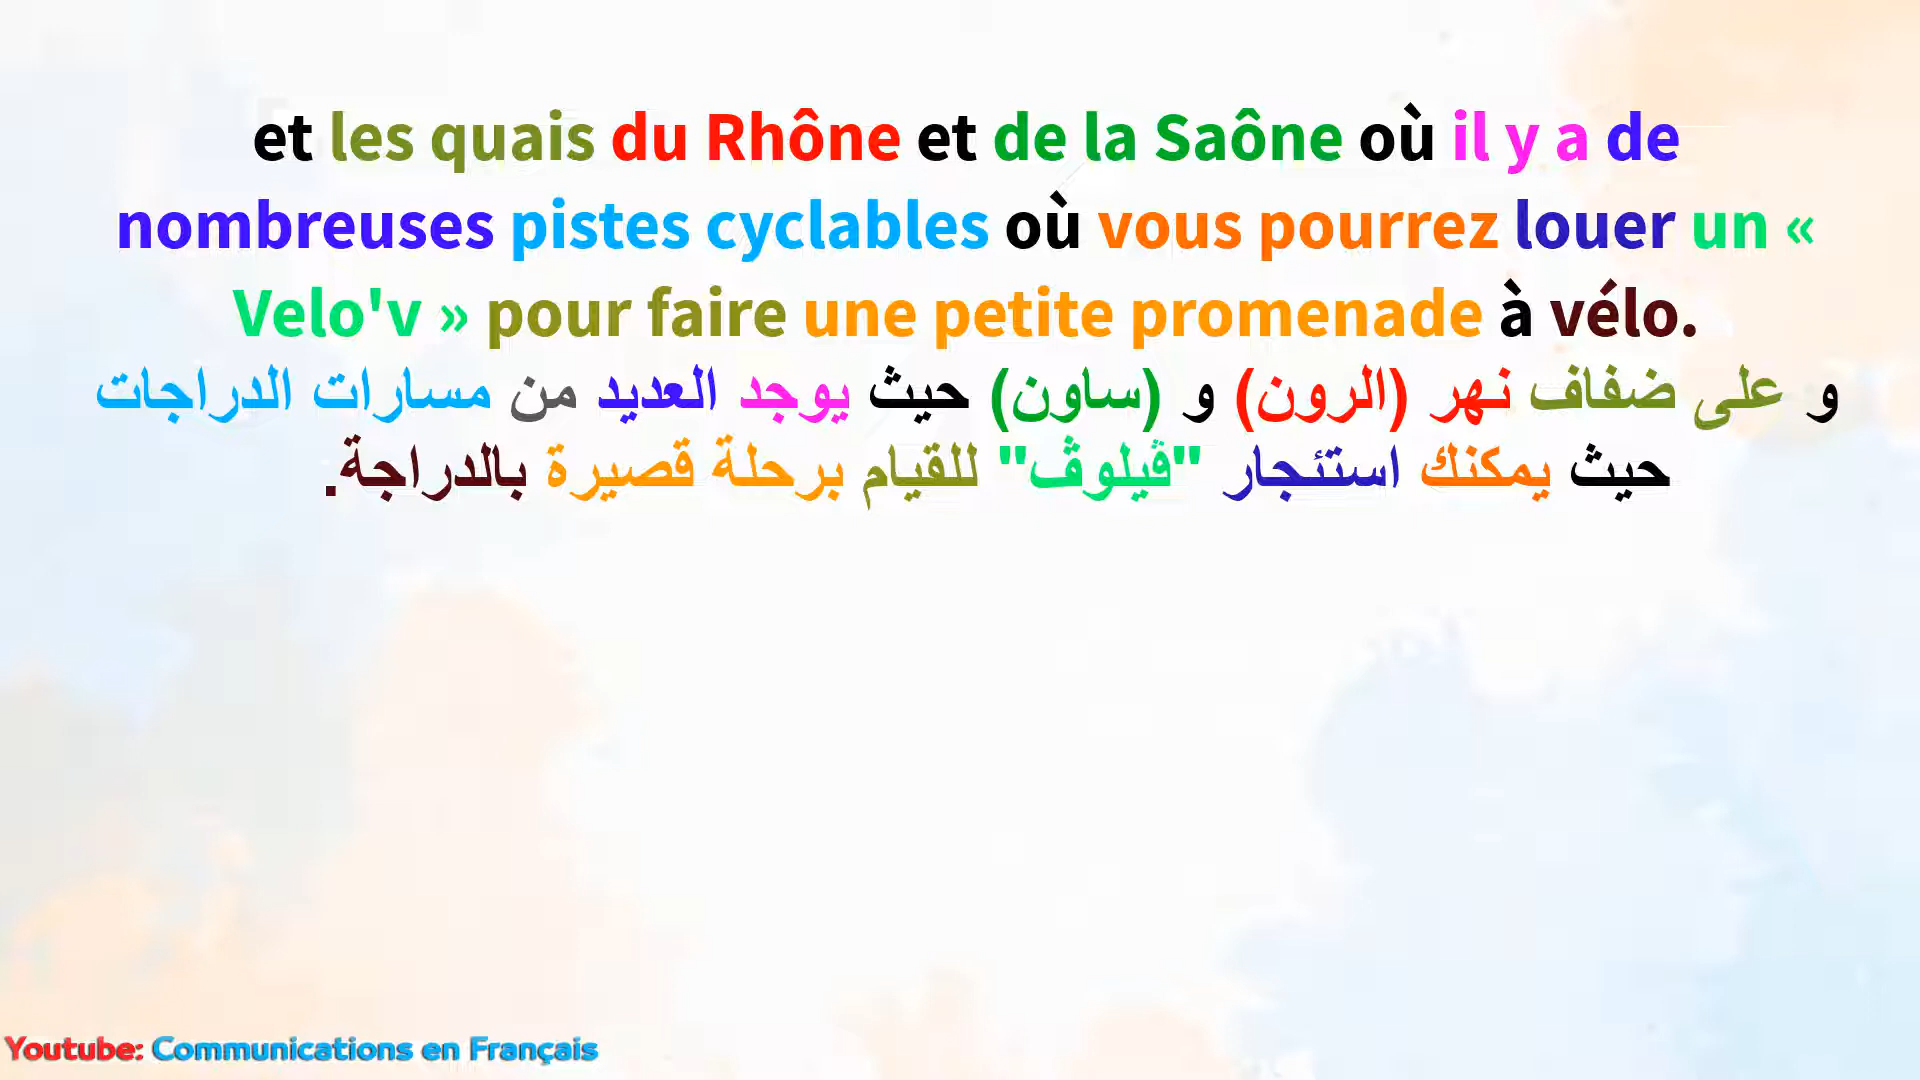 et les quais du Rhône et de la Saône où il y a de
nombreuses pistes cyclables où vous pourrez louer un «
Velo'v » pour faire une petite promenade à vélo.
و على ضفاف نهر (الرون) و (ساون) حيث يوجد العديد من مسارات الدراجات
حيث يمكنك استئجار "ڤيلوڤ" للقيام برحلة قصيرة بالدراجة.
Youtube: Communications en Français